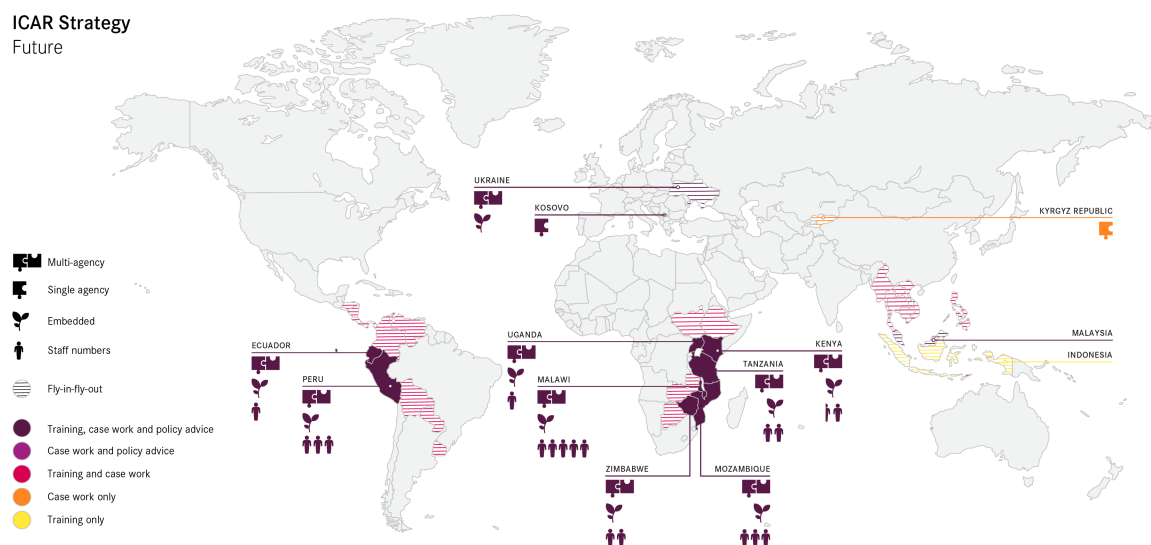 ICAR Strategy
Future
UKRAINE
KOSOVO
KYRGYZ REPUBLIC
Multi-agency
Single agency
Embedded
Staff numbers
Fly-in-fly-out
Training, case work and policy advice
Case work and policy advice
Training and case work
Case work only
Training only
ECUADOR
PERU
UGANDA
MALAWI
KENYA
TANZANIA
MALAYSIA
INDONESIA
ZIMBABWE
MOZAMBIQUE